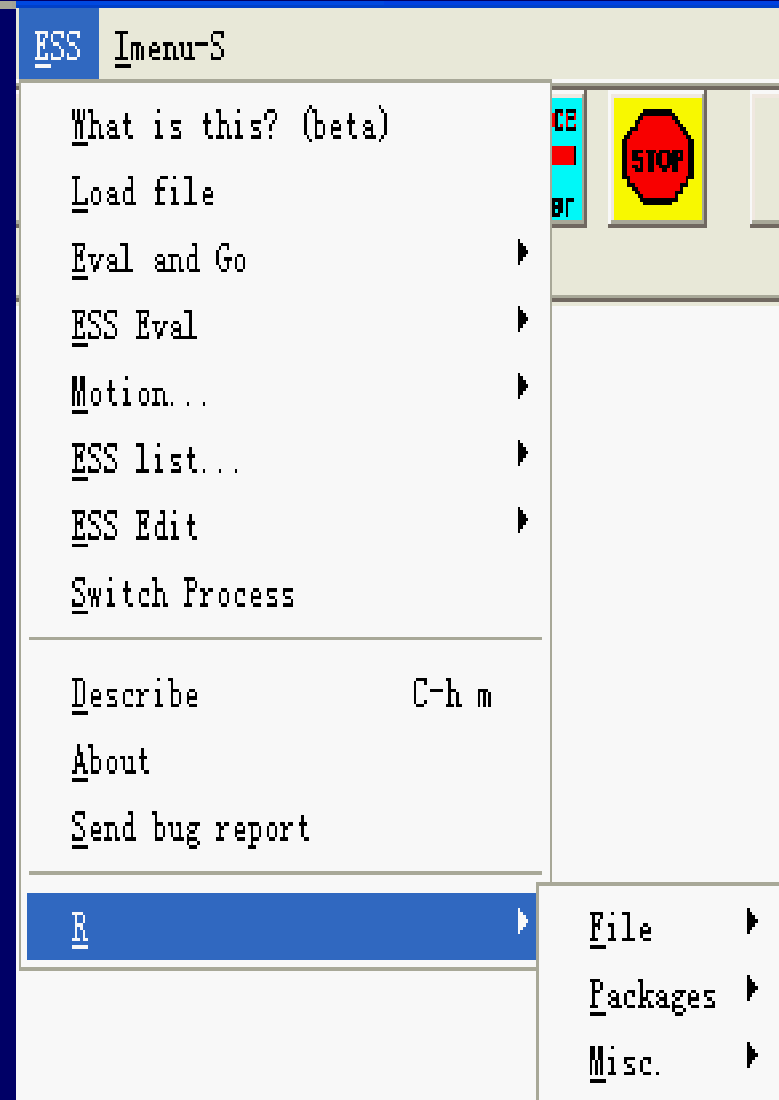 ESS Imenu-S
What is this? (beta)
Load file
Eval and Go
ESS Eval
Motion...
ESS list...
ESS Edit
Switch Process
Describe C-h m
About
Send bug report
R
File
Packages
Misc.
STOP